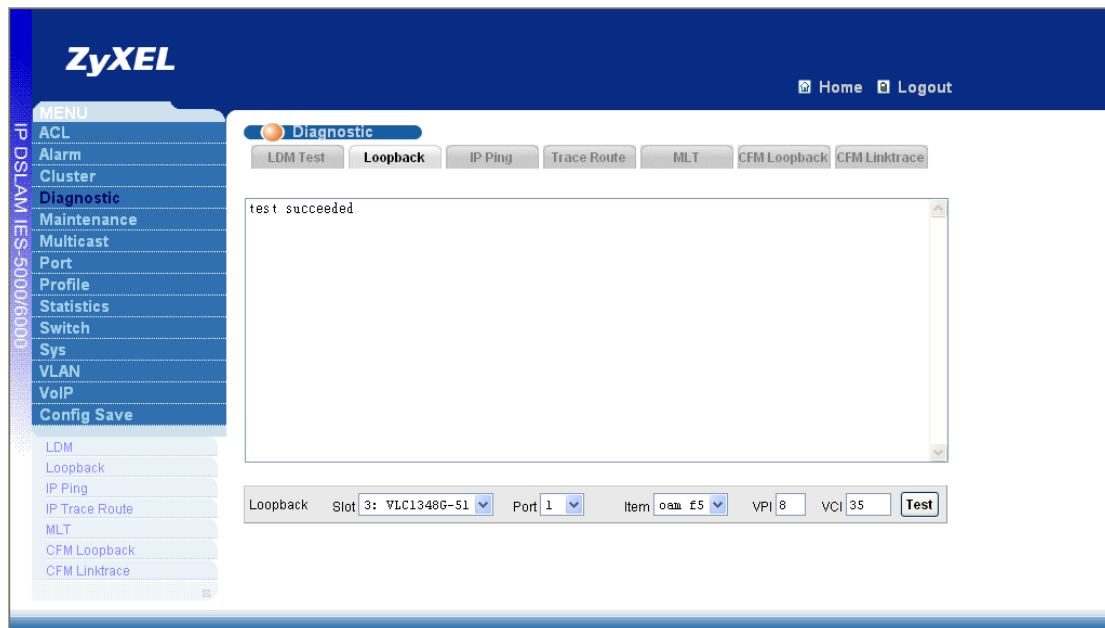 ZyXEL
Home Logout
IP DSLAM IES-5000/6000
MENU
ACL
Alarm
Cluster
Diagnostic
Maintenance
Multicast
Port
Profile
Statistics
Switch
Sys
VLAN
VoIP
Config Save
LDM
Loopback
IP Ping
IP Trace Route
MLT
CFM Loopback
CFM Linktrace
Diagnostic
LDM Test Loopback IP Ping Trace Route MLT CFM Loopback CFM Linktrace
test succeeded
Loopback Slot 3: VLC1348G-51 Port 1 Item oam f5 VPI 8 VCI 35 Test